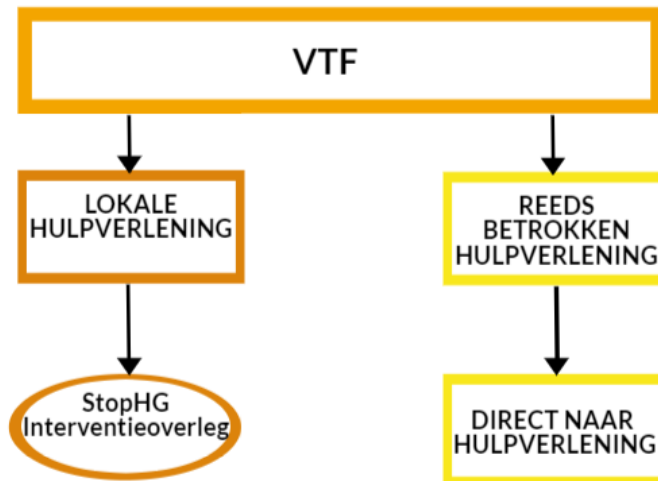 VTF
LOKALE
HULPVERLENING
REEDS
BETROKKEN
HULPVERLENING
StopHG
Interventieoverleg
DIRECT NAAR
HULPVERLENING